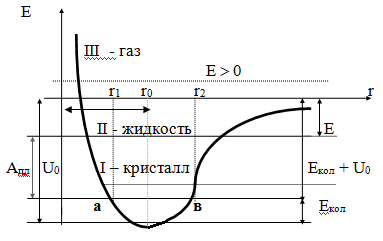 E
III - газ
E > 0
r₁ r₀ r₂ r
II - жидкость
E
Aпл U₀
I – кристалл
Eкол + U₀
a в
Eкол